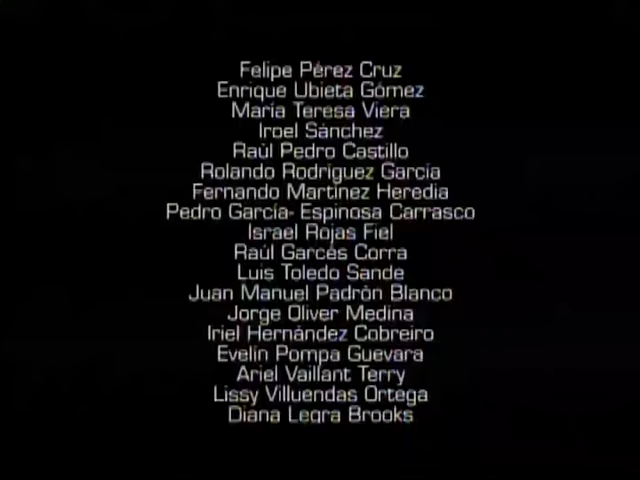 Felipe Pérez Cruz
Enrique Ubieta Gómez
María Teresa Viera
Iroel Sánchez
Raúl Pedro Castillo
Rolando Rodríguez García
Fernando Martínez Heredia
Pedro García- Espinosa Carrasco
Israel Rojas Fiel
Raúl Garcés Corra
Luis Toledo Sande
Juan Manuel Padrón Blanco
Jorge Oliver Medina
Iriel Hernández Cobreiro
Evelín Pompa Guevara
Ariel Vaillant Terry
Lissy Villuendas Ortega
Diana Legra Brooks